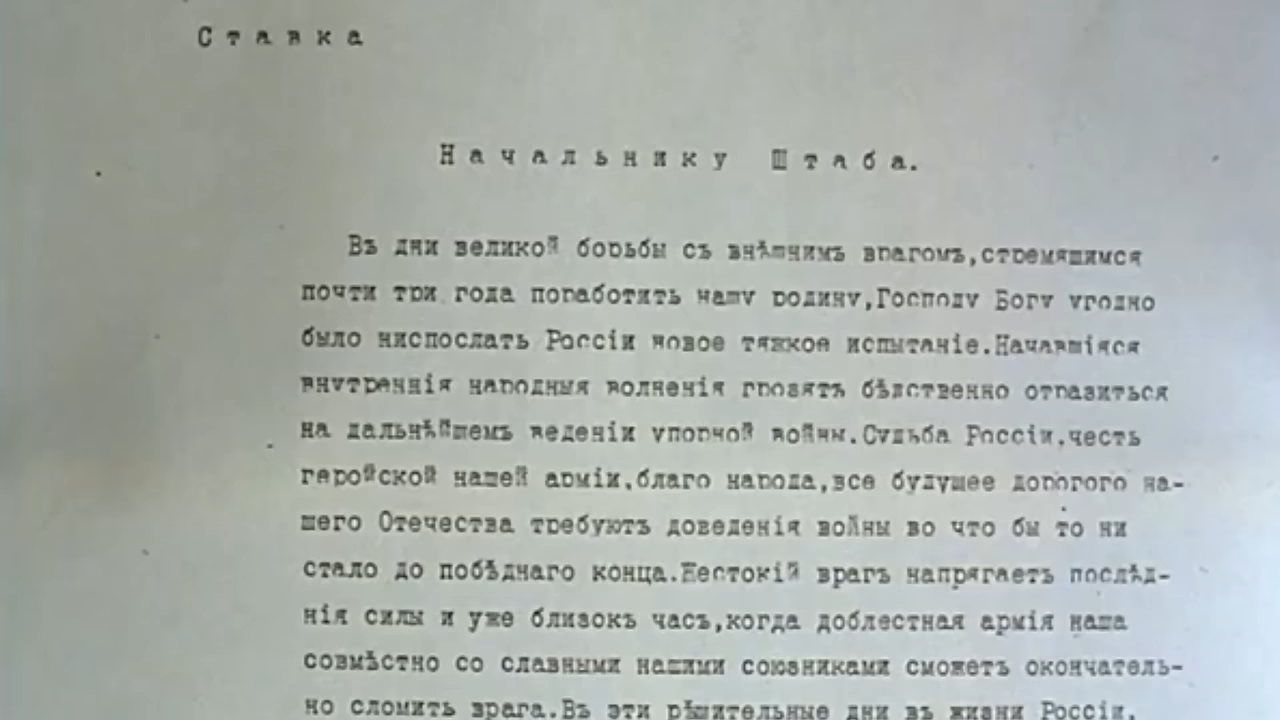 Ставка
Начальнику Штаба.
Въ дни великой борьбы съ внѣшнимъ врагомъ,стремящимся
почти три года поработить нашу родину,Господу Богу угодно
было ниспослать Россіи новое тяжкое испытаніе.Начавшіяся
внутреннія народныя волненія грозятъ бѣдственно отразиться
на дальнѣйшемъ веденіи упорной войны.Судьба Россіи,честь
геройской нашей арміи,благо народа,все будущее дорогого на-
шего Отечества требуютъ доведенія войны во что бы то ни
стало до побѣднаго конца.Жестокій врагъ напрягаетъ послѣд-
нія силы и уже близокъ часъ,когда доблестная армія наша
совмѣстно со славными нашими союзниками сможетъ окончатель-
но сломить врага.Въ эти рѣшительные дни въ жизни Россіи,